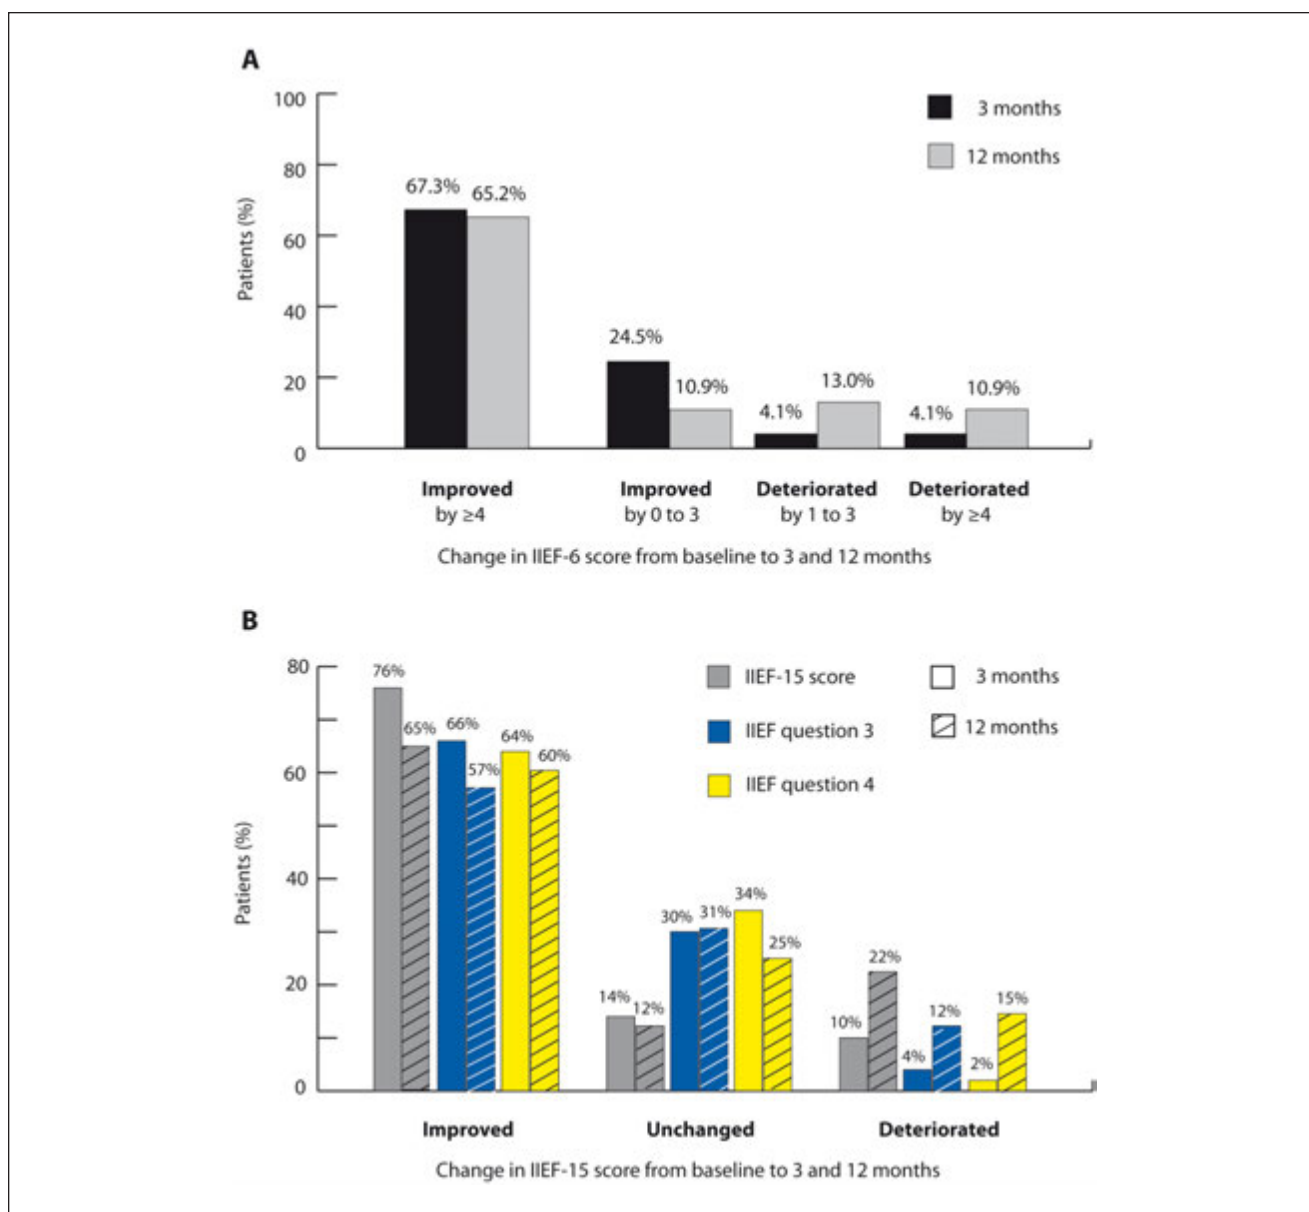 A
100
80
60
40
20
0
Patients (%)
3 months
12 months
67.3% 65.2%
24.5%
10.9%
4.1%
13.0%
4.1%
10.9%
Improved Improved Deteriorated Deteriorated
by ≥4 by 0 to 3 by 1 to 3 by ≥4
Change in IIEF-6 score from baseline to 3 and 12 months
B
80
60
40
20
0
Patients (%)
IIEF-15 score 3 months
IIEF question 3 12 months
IIEF question 4
76%
65%
66%
57%
64%
60%
14%
12%
30%
31%
34%
25%
10%
22%
4%
12%
2%
15%
Improved Unchanged Deteriorated
Change in IIEF-15 score from baseline to 3 and 12 months